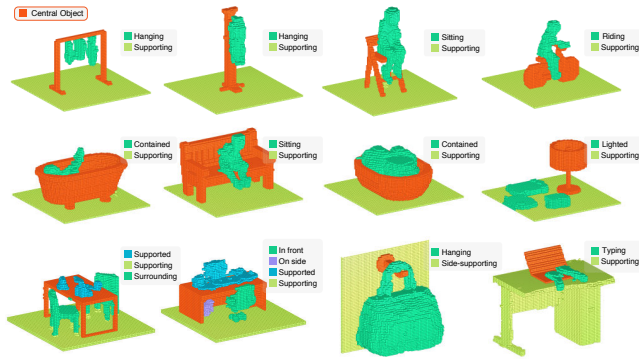 Central Object
Hanging
Supporting
Hanging
Supporting
Sitting
Supporting
Riding
Supporting
Contained
Supporting
Sitting
Supporting
Contained
Supporting
Lighted
Supporting
Supported
Supporting
Surrounding
In front
On side
Supported
Supporting
Hanging
Side-supporting
Typing
Supporting